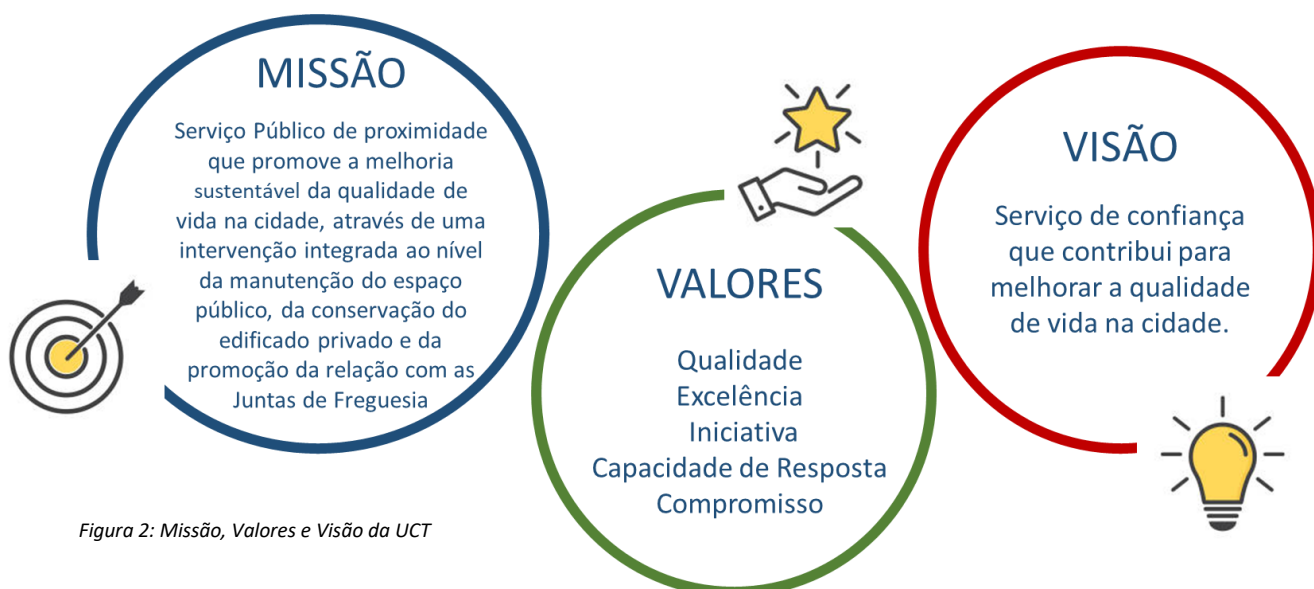 MISSÃO
Serviço Público de proximidade
que promove a melhoria
sustentável da qualidade de
vida na cidade, através de uma
intervenção integrada ao nível
da manutenção do espaço
público, da conservação do
edificado privado e da
promoção da relação com as
Juntas de Freguesia
VALORES
Qualidade
Excelência
Iniciativa
Capacidade de Resposta
Compromisso
VISÃO
Serviço de confiança
que contribui para
melhorar a qualidade
de vida na cidade.
Figura 2: Missão, Valores e Visão da UCT